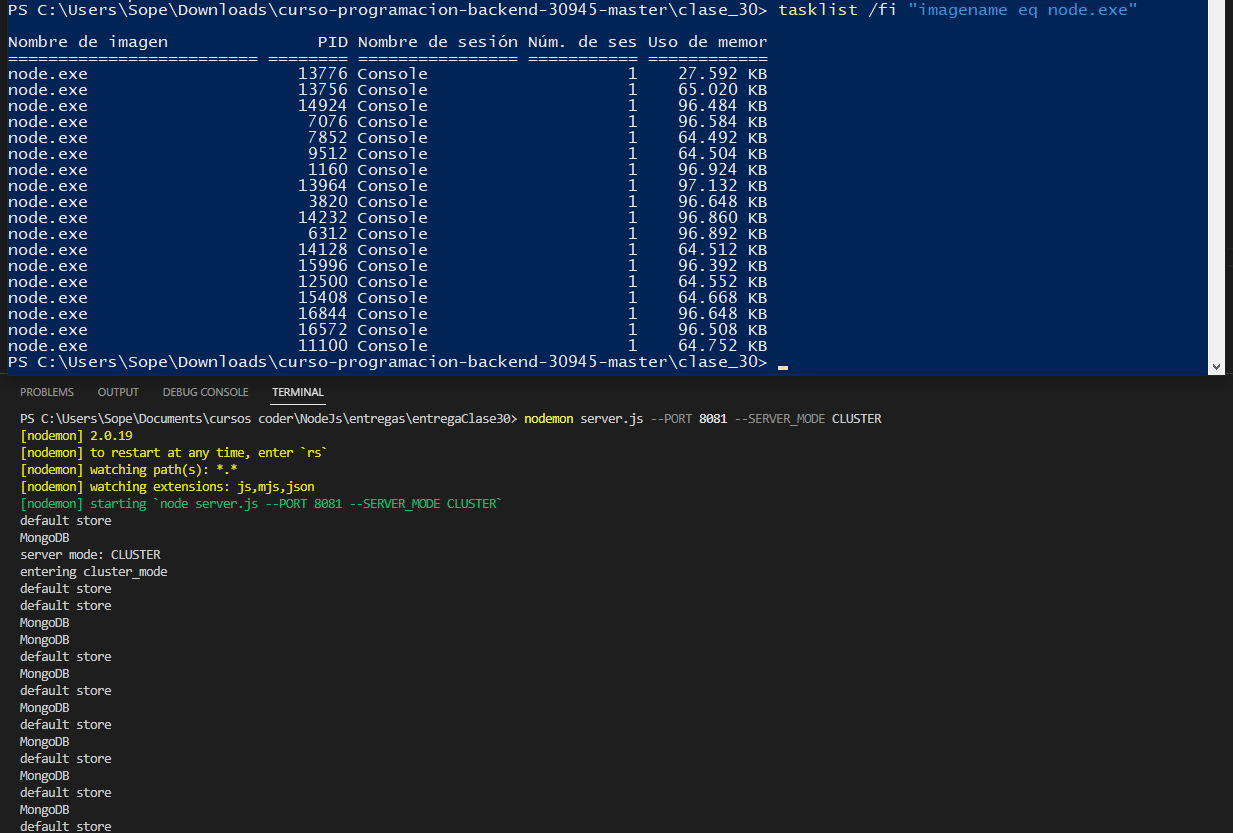 PS C:\Users\Sope\Downloads\curso-programacion-backend-30945-master\clase_30> tasklist /fi "imagename eq node.exe"
Nombre de imagen PID Nombre de sesión Núm. de ses Uso de memor
========================= ======== ================ =========== ============
node.exe 13776 Console 1 27.592 KB
node.exe 13756 Console 1 65.020 KB
node.exe 14924 Console 1 96.484 KB
node.exe 7076 Console 1 96.584 KB
node.exe 7852 Console 1 64.492 KB
node.exe 9512 Console 1 64.504 KB
node.exe 1160 Console 1 96.924 KB
node.exe 13964 Console 1 97.132 KB
node.exe 3820 Console 1 96.648 KB
node.exe 14232 Console 1 96.860 KB
node.exe 6312 Console 1 96.892 KB
node.exe 14128 Console 1 64.512 KB
node.exe 15996 Console 1 96.392 KB
node.exe 12500 Console 1 64.552 KB
node.exe 15408 Console 1 64.668 KB
node.exe 16844 Console 1 96.648 KB
node.exe 16572 Console 1 96.508 KB
node.exe 11100 Console 1 64.752 KB
PS C:\Users\Sope\Downloads\curso-programacion-backend-30945-master\clase_30>
PROBLEMS OUTPUT DEBUG CONSOLE TERMINAL
PS C:\Users\Sope\Documents\cursos coder\NodeJs\entregas\entregaClase30> nodemon server.js --PORT 8081 --SERVER_MODE CLUSTER
[nodemon] 2.0.19
[nodemon] to restart at any time, enter `rs`
[nodemon] watching path(s): *.*
[nodemon] watching extensions: js,mjs,json
[nodemon] starting `node server.js --PORT 8081 --SERVER_MODE CLUSTER`
default store
MongoDB
server mode: CLUSTER
entering cluster_mode
default store
default store
MongoDB
MongoDB
default store
MongoDB
default store
MongoDB
default store
MongoDB
default store
MongoDB
default store
MongoDB
default store